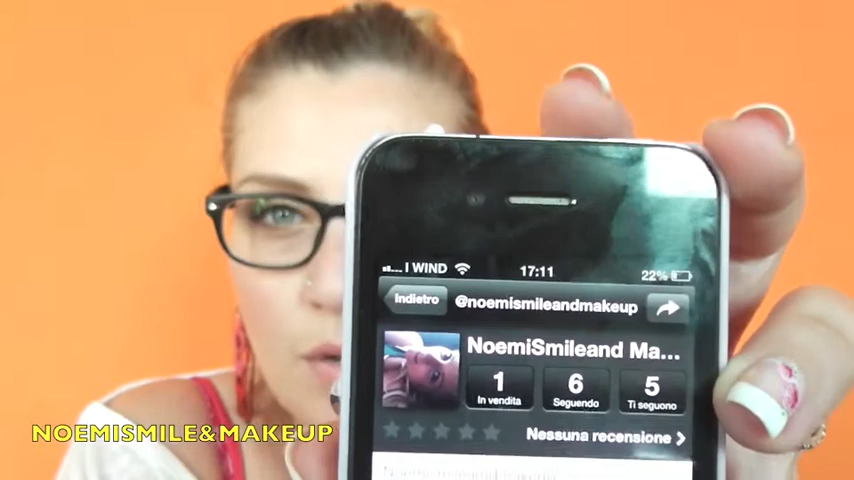 I WIND 17:11 22%
Indietro @noemismileandmakeup
NoemiSmileand Ma...
1 6 5
In vendita Seguendo Ti seguono
Nessuna recensione
NOEMISMILE&MAKEUP